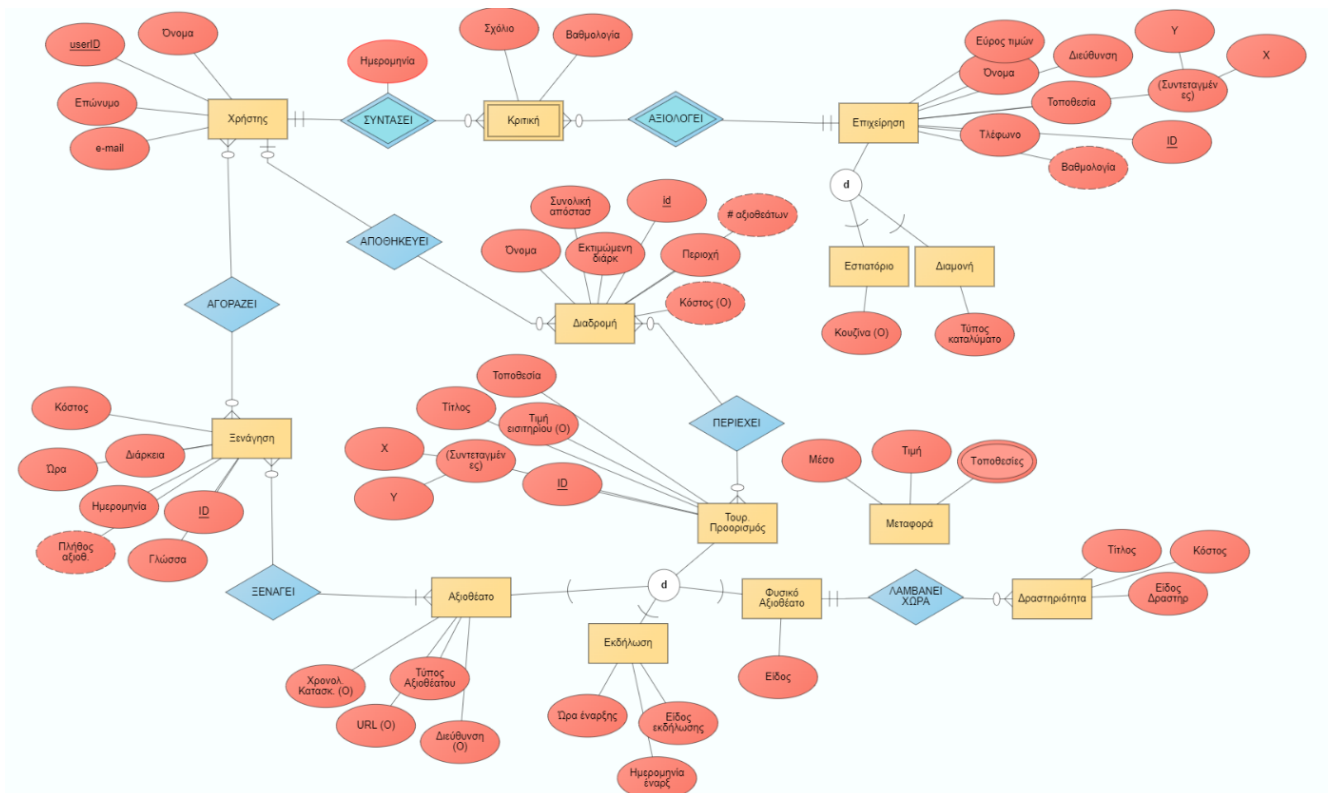 userID
Όνομα
Επώνυμο
e-mail
Χρήστης
Ημερομηνία
ΣΥΝΤΑΣΕΙ
Σχόλιο
Βαθμολογία
Κριτική
ΑΞΙΟΛΟΓΕΙ
Εύρος τιμών
Όνομα
Διεύθυνση
Υ
Χ
(Συντεταγμέν
ες)
Τοποθεσία
Τηλέφωνο
ID
Βαθμολογία
Επιχείρηση
d
Εστιατόριο
Διαμονή
Κουζίνα (Ο)
Τύπος
καταλύματο
ΑΓΟΡΑΖΕΙ
ΑΠΟΘΗΚΕΥΕΙ
Συνολική
απόστασ
id
# αξιοθεάτων
Όνομα
Εκτιμώμενη
διάρκ
Περιοχή
Κόστος (Ο)
Διαδρομή
ΠΕΡΙΕΧΕΙ
Κόστος
Ώρα
Διάρκεια
Ημερομηνία
ID
Πλήθος
αξιοθ.
Γλώσσα
Ξενάγηση
ΞΕΝΑΓΕΙ
Τοποθεσία
Τίτλος
Τιμή
εισιτηρίου (Ο)
Χ
(Συντεταγμέν
ες)
Υ
ID
Τουρ.
Προορισμός
Μέσο
Τιμή
Τοποθεσίες
Μεταφορά
d
Αξιοθέατο
Χρονολ.
Κατασκ. (Ο)
Τύπος
Αξιοθέατου
URL (Ο)
Διεύθυνση
(Ο)
Εκδήλωση
Ώρα έναρξης
Είδος
εκδήλωσης
Ημερομηνία
έναρξ
Φυσικό
Αξιοθέατο
Είδος
ΛΑΜΒΑΝΕΙ
ΧΩΡΑ
Δραστηριότητα
Τίτλος
Κόστος
Είδος
Δραστηρ